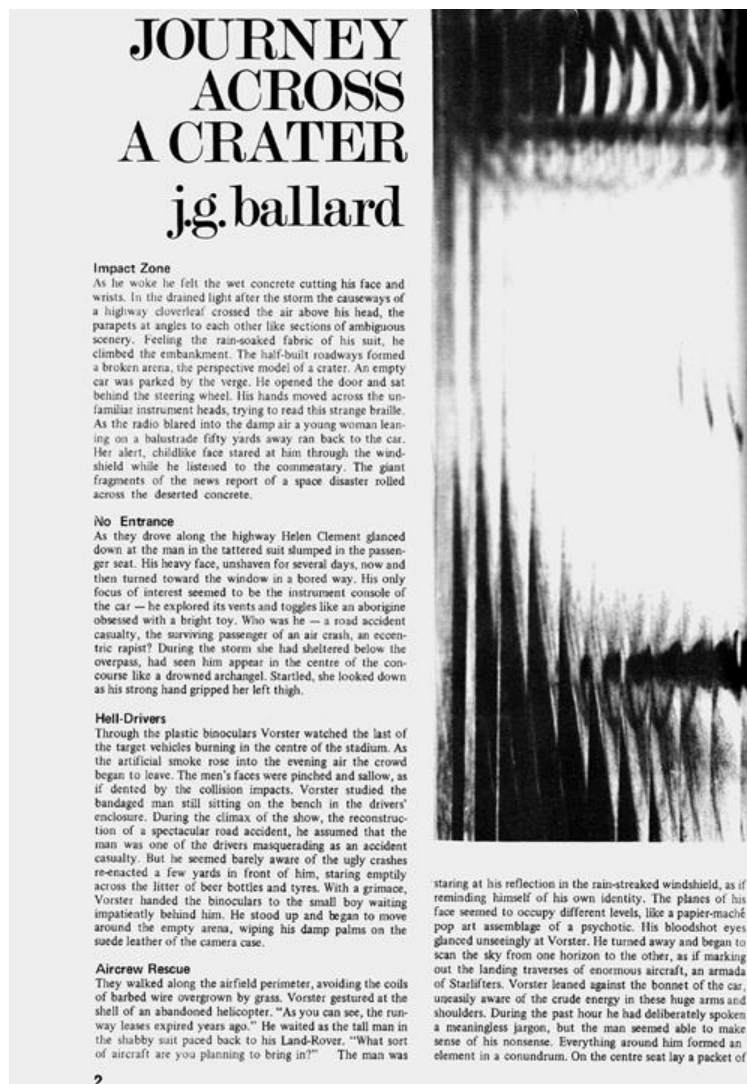 JOURNEY
ACROSS
A CRATER
j.g. ballard
Impact Zone
As he woke he felt the wet concrete cutting his face and
wrists. In the drained light after the storm the causeways of
a highway cloverleaf crossed the air above his head, the
parapets at angles to each other like sections of ambiguous
scenery. Feeling the rain-soaked fabric of his suit, he
climbed the embankment. The half-built roadways formed
a broken arena, the perspective model of a crater. An empty
car was parked by the verge. He opened the door and sat
behind the steering wheel. His hands moved across the un-
familiar instrument heads, trying to read this strange braille.
As the radio blared into the damp air a young woman lean-
ing on a balustrade fifty yards away ran back to the car.
Her alert, childlike face stared at him through the wind-
shield while he listened to the commentary. The giant
fragments of the news report of a space disaster rolled
across the deserted concrete.
No Entrance
As they drove along the highway Helen Clement glanced
down at the man in the tattered suit slumped in the passen-
ger seat. His heavy face, unshaven for several days, now and
then turned toward the window in a bored way. His only
focus of interest seemed to be the instrument console of
the car — he explored its vents and toggles like an aborigine
obsessed with a bright toy. Who was he — a road accident
casualty, the surviving passenger of an air crash, an eccen-
tric rapist? During the storm she had sheltered below the
overpass, had seen him appear in the centre of the con-
course like a drowned archangel. Startled, she looked down
as his strong hand gripped her left thigh.
Hell-Drivers
Through the plastic binoculars Vorster watched the last of
the target vehicles burning in the centre of the stadium. As
the artificial smoke rose into the evening air the crowd
began to leave. The men's faces were pinched and sallow, as
if dented by the collision impacts. Vorster studied the
bandaged man still sitting on the bench in the drivers'
enclosure. During the climax of the show, the reconstruc-
tion of a spectacular road accident, he assumed that the
man was one of the drivers masquerading as an accident
casualty. But he seemed barely aware of the ugly crashes
re-enacted a few yards in front of him, staring emptily
across the litter of beer bottles and tyres. With a grimace,
Vorster handed the binoculars to the small boy waiting
impatiently behind him. He stood up and began to move
around the empty arena, wiping his damp palms on the
suede leather of the camera case.
Aircrew Rescue
They walked along the airfield perimeter, avoiding the coils
of barbed wire overgrown by grass. Vorster gestured at the
shell of an abandoned helicopter. "As you can see, the run-
way leases expired years ago." He waited as the tall man in
the shabby suit paced back to his Land-Rover. "What sort
of aircraft are you planning to bring in?" The man was
2
staring at his reflection in the rain-streaked windshield, as if
reminding himself of his own identity. The planes of his
face seemed to occupy different levels, like a papier-maché
pop art assemblage of a psychotic. His bloodshot eyes
glanced unseeingly at Vorster. He turned away and began to
scan the sky from one horizon to the other, as if marking
out the landing traverses of enormous aircraft, an armada
of Starlifters. Vorster leaned against the bonnet of the car,
uneasily aware of the crude energy in these huge arms and
shoulders. During the past hour he had deliberately spoken
a meaningless jargon, but the man seemed able to make
sense of his nonsense. Everything around him formed an
element in a conundrum. On the centre seat lay a packet of